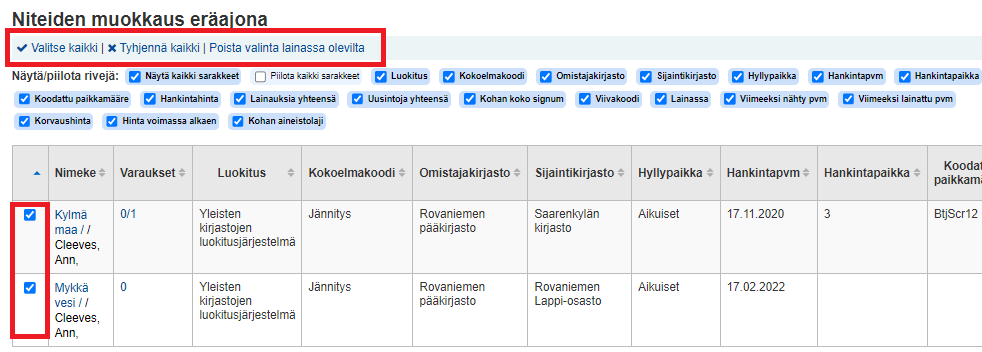 Niteiden muokkaus eräajona
Valitse kaikki | Tyhjennä kaikki | Poista valinta lainassa olevilta
Näytä/piilota rivejä: Näytä kaikki sarakkeet Piilota kaikki sarakkeet Luokitus Kokoelmakoodi Omistajakirjasto Sijaintikirjasto Hyllypaikka Hankintapvm Hankintapaikka
Koodattu paikkamääre Hankintahinta Lainauksia yhteensä Uusintoja yhteensä Kohan koko signum Viivakoodi Lainassa Viimeeksi nähty pvm Viimeeksi lainattu pvm
Korvaushinta Hinta voimassa alkaen Kohan aineistolaji
Nimeke Varaukset Luokitus Kokoelmakoodi Omistajakirjasto Sijaintikirjasto Hyllypaikka Hankintapvm Hankintapaikka Koodat
paikkamä
Kylmä 0/1 Yleisten Jännitys Rovaniemen Saarenkylän Aikuiset 17.11.2020 3 BtjScr12
maa / / kirjastojen pääkirjasto kirjasto
Cleeves, luokitusjärjestelmä
Ann,
Mykkä 0 Yleisten Jännitys Rovaniemen Rovaniemen Aikuiset 17.02.2022
vesi / / kirjastojen pääkirjasto Lappi-osasto
Cleeves, luokitusjärjestelmä
Ann,